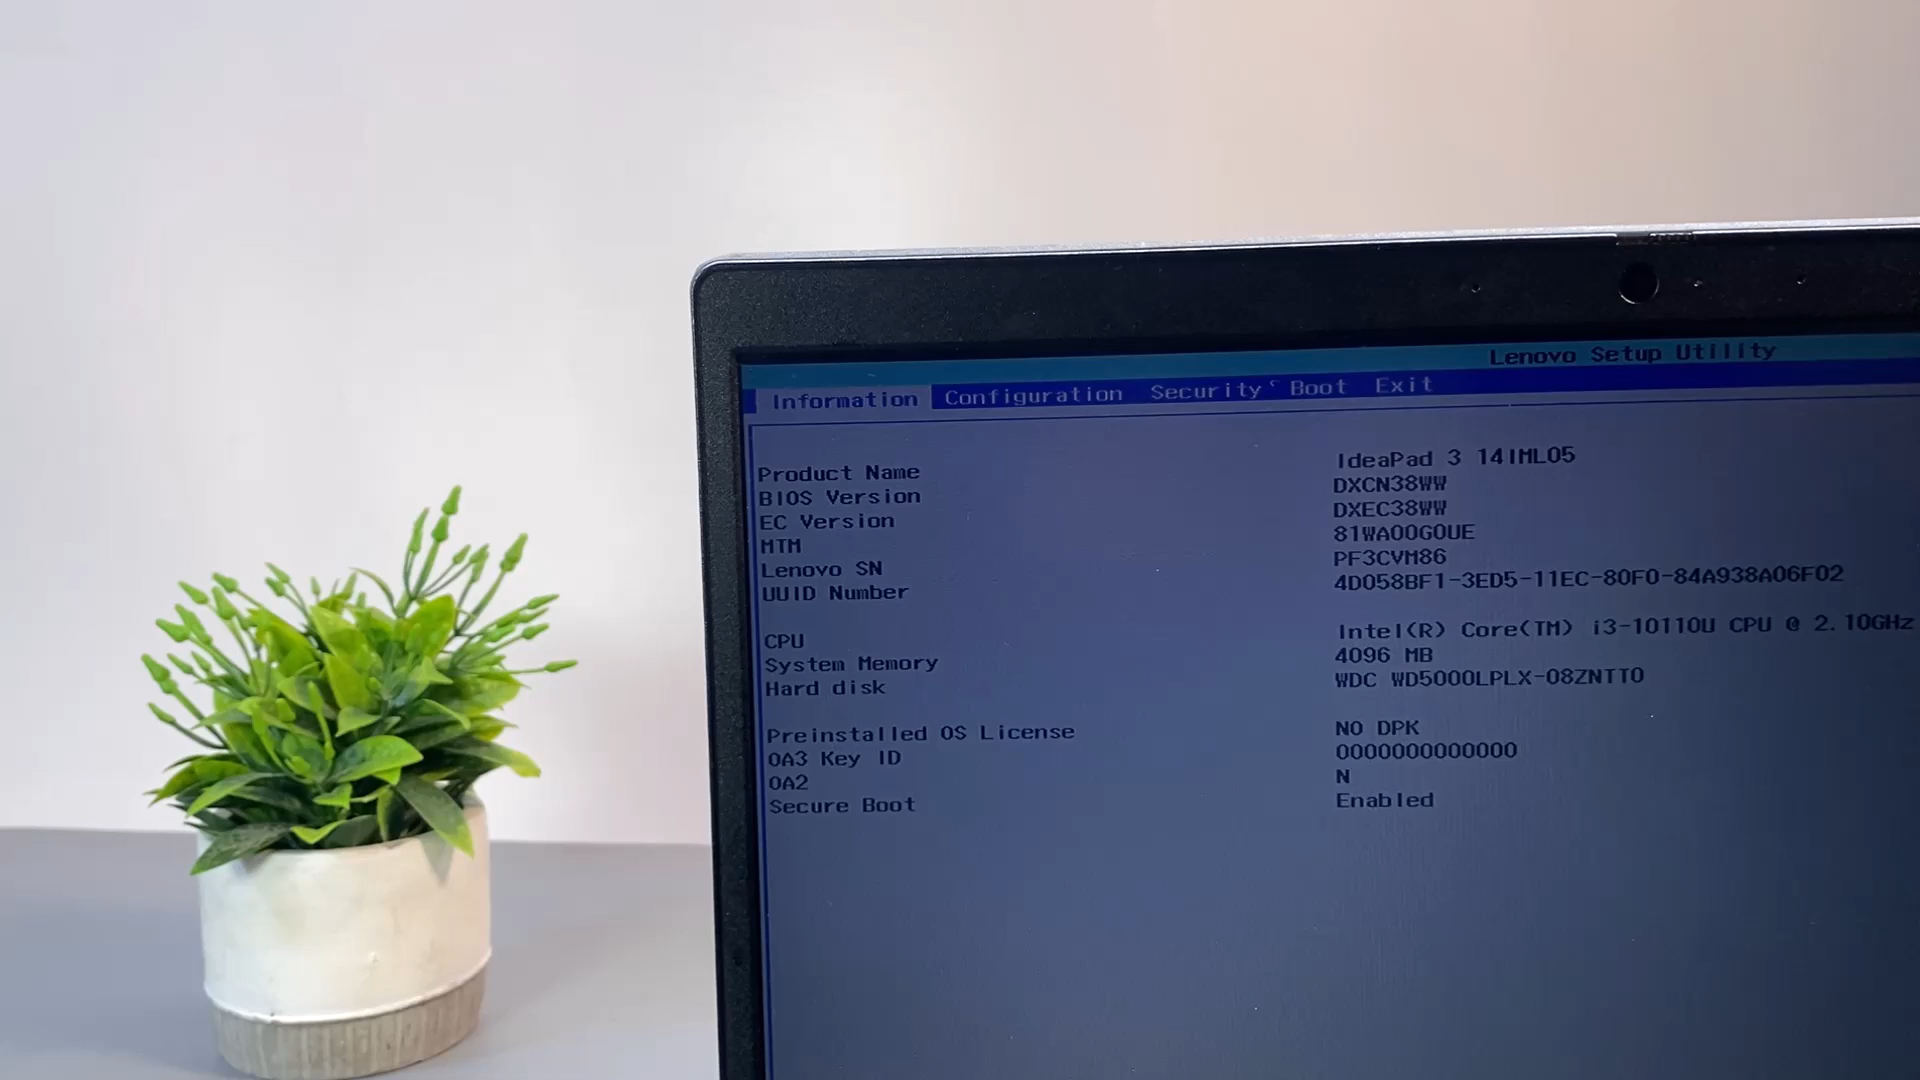 Lenovo Setup Utility
Information Configuration Security Boot Exit
Product Name IdeaPad 3 14IML05
BIOS Version DXCN38WW
EC Version DXEC38WW
MTM 81WA00G0UE
Lenovo SN PF3CVM86
UUID Number 4D058BF1-3ED5-11EC-80F0-84A938A06F02
CPU Intel(R) Core(TM) i3-10110U CPU @ 2.10GHz
System Memory 4096 MB
Hard disk WDC WD5000LPLX-08ZNTT0
Preinstalled OS License NO DPK
OA3 Key ID 0000000000000
OA2 N
Secure Boot Enabled